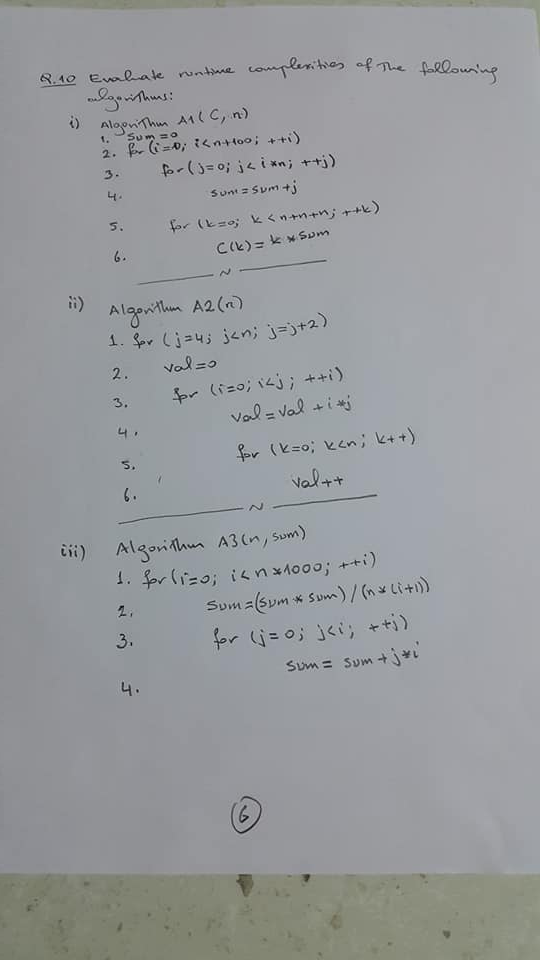 Q.10 Evaluate runtime complexities of The following
algorithms:
i) Algorithm A1(C, n)
1. Sum=0
2. for (i=0; i<n+100; ++i)
3. for (j=0; j<i*n; ++j)
4. sum=sum+j
5. for (k=0; k<n+n+n; ++k)
6. C(k)=k*sum
~
ii) Algorithm A2(n)
1. for (j=4; j<n; j=j+2)
2. val=0
3. for (i=0; i<j; ++i)
4. val=val+i*j
5. for (k=0; k<n; k++)
6. val++
~
iii) Algorithm A3(n, sum)
1. for(i=0; i<n*1000; ++i)
2. Sum=(sum*sum)/(n*(i+1))
3. for (j=0; j<i; ++j)
4. sum= sum+j*i
6